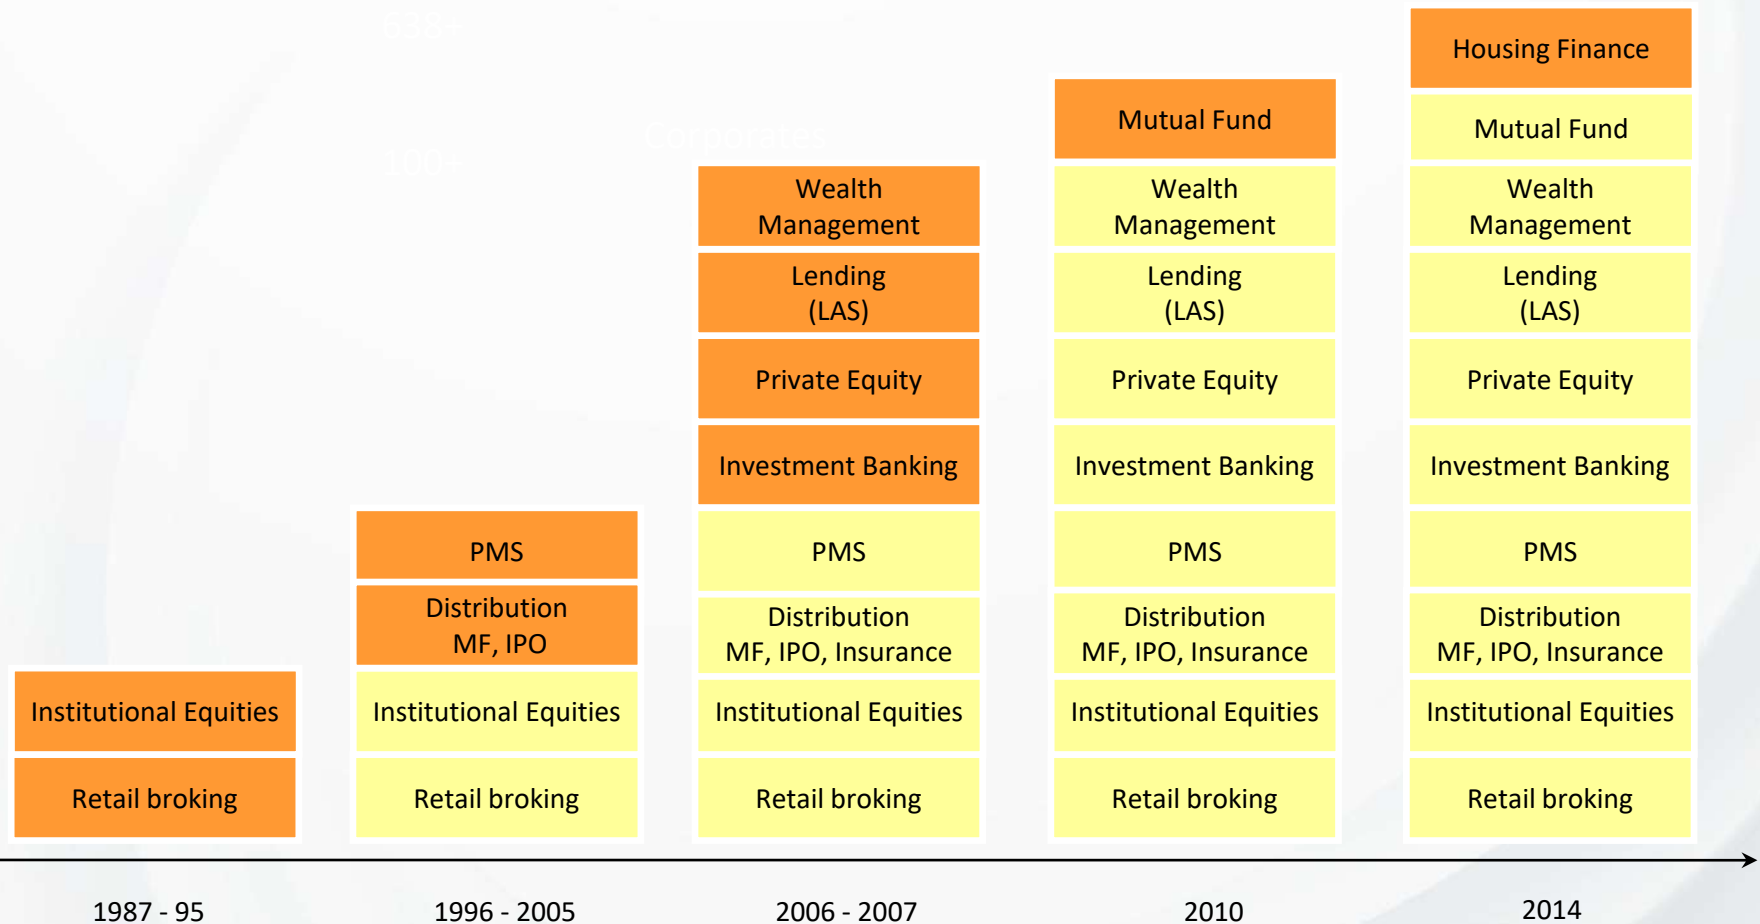 638+
Corporates
100+
Institutional Equities
Retail broking
1987 - 95
PMS
Distribution
MF, IPO
Institutional Equities
Retail broking
1996 - 2005
Wealth
Management
Lending
(LAS)
Private Equity
Investment Banking
PMS
Distribution
MF, IPO, Insurance
Institutional Equities
Retail broking
2006 - 2007
Mutual Fund
Wealth
Management
Lending
(LAS)
Private Equity
Investment Banking
PMS
Distribution
MF, IPO, Insurance
Institutional Equities
Retail broking
2010
Housing Finance
Mutual Fund
Wealth
Management
Lending
(LAS)
Private Equity
Investment Banking
PMS
Distribution
MF, IPO, Insurance
Institutional Equities
Retail broking
2014